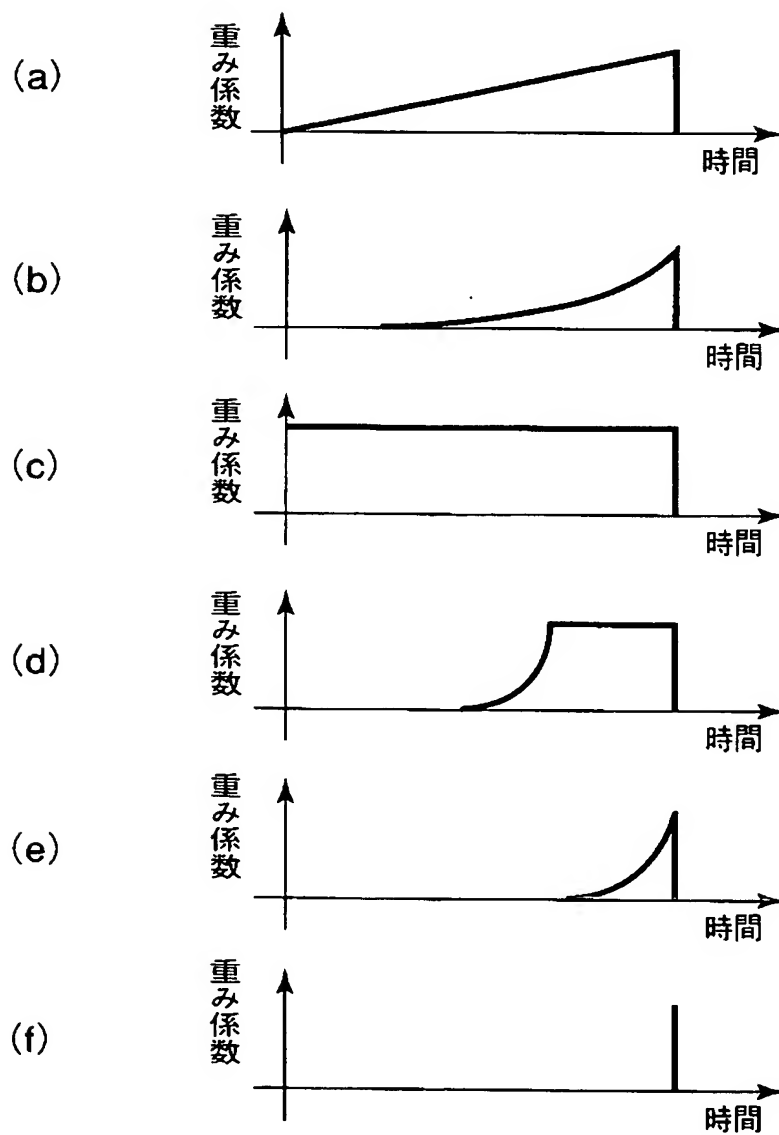 (a)
重み係数
時間
(b)
重み係数
時間
(c)
重み係数
時間
(d)
重み係数
時間
(e)
重み係数
時間
(f)
重み係数
時間